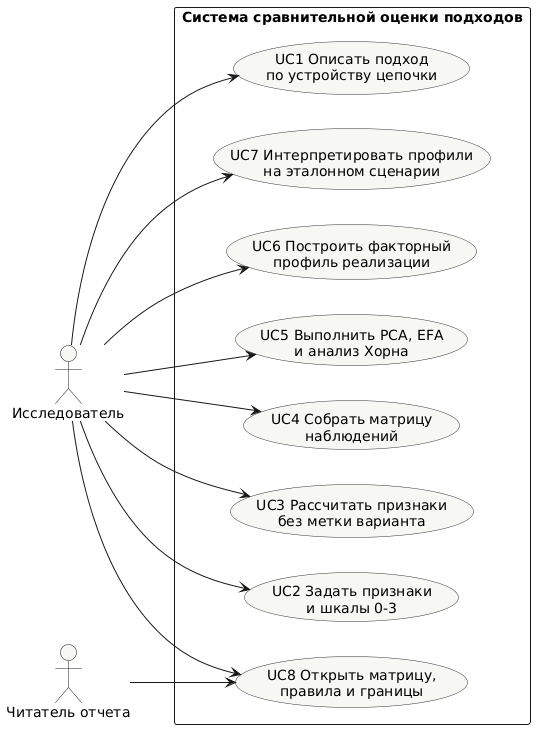 Система сравнительной оценки подходов
UC1 Описать подход
по устройству цепочки
UC7 Интерпретировать профили
на эталонном сценарии
UC6 Построить факторный
профиль реализации
UC5 Выполнить PCA, EFA
и анализ Хорна
Исследователь
UC4 Собрать матрицу
наблюдений
UC3 Рассчитать признаки
без метки варианта
UC2 Задать признаки
и шкалы 0-3
UC8 Открыть матрицу,
правила и границы
Читатель отчета